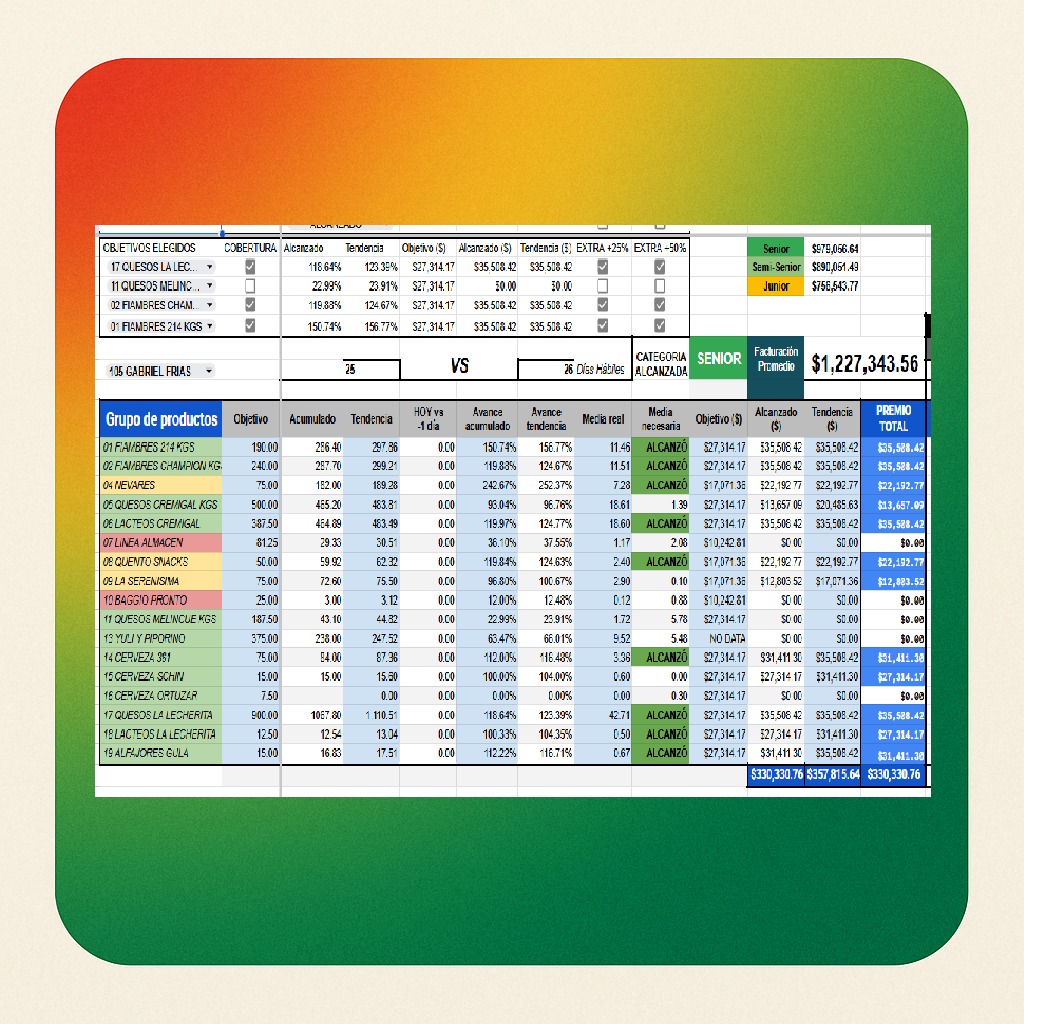 OBJETIVOS ELEGIDOS COBERTURA Alcanzado Tendencia Objetivo ($) Alcanzado ($) Tendencia ($) EXTRA +25% EXTRA +50% Senior $979,066.64
17 QUESOS LA LEC... 118.64% 123.39% $27,314.17 $35,508.42 $35,508.42 Semi-Senior
11 QUESOS MELINC... 22.99% 23.91% $27,314.17 $0.00 $0.00 Junior
02 FIAMBRES CHAM... 119.88% 124.67% $27,314.17 $35,508.42 $35,508.42
01 FIAMBRES 214 KGS 150.74% 156.77% $27,314.17 $35,508.42 $35,508.42
105 GABRIEL FRIAS 25 VS 26 Días Hábiles CATEGORIA ALCANZADA SENIOR Facturación Promedio $1,227,343.56
Grupo de productos Objetivo Acumulado Tendencia HOY vs -1 día Avance acumulado Avance tendencia Media real Media necesaria Objetivo ($) Alcanzado ($) Tendencia ($) PREMIO TOTAL
01 FIAMBRES 214 KGS 190.00 286.40 297.86 0.00 150.74% 156.77% 11.46 ALCANZÓ $27,314.17 $35,508.42 $35,508.42 $35,508.42
02 FIAMBRES CHAMPION KG 240.00 287.70 299.21 0.00 119.88% 124.67% 11.51 ALCANZÓ $27,314.17 $35,508.42 $35,508.42 $35,508.42
04 NEVARES 75.00 182.00 189.28 0.00 242.67% 252.37% 7.28 ALCANZÓ $17,071.36 $22,192.77 $22,192.77 $22,192.77
05 QUESOS CREMIGAL KGS 500.00 465.20 483.81 0.00 93.04% 96.76% 18.61 1.39 $27,314.17 $13,657.09 $20,485.63 $13,657.09
06 LACTEOS CREMIGAL 387.50 464.89 483.49 0.00 119.97% 124.77% 18.60 ALCANZÓ $27,314.17 $35,508.42 $35,508.42 $35,508.42
07 LINEA ALMACEN 81.25 29.33 30.51 0.00 36.10% 37.55% 1.17 2.08 $10,242.81 $0.00 $0.00 $0.00
08 QUENTO SNACKS 50.00 59.92 62.32 0.00 119.84% 124.63% 2.40 ALCANZÓ $17,071.36 $22,192.77 $22,192.77 $22,192.77
09 LA SERENISIMA 75.00 72.60 75.50 0.00 96.80% 100.67% 2.90 0.10 $17,071.36 $12,803.52 $17,071.36 $12,803.52
10 BAGGIO PRONTO 25.00 3.00 3.12 0.00 12.00% 12.48% 0.12 0.88 $10,242.81 $0.00 $0.00 $0.00
11 QUESOS MELINCUE KGS 187.50 43.10 44.82 0.00 22.99% 23.91% 1.72 5.78 $27,314.17 $0.00 $0.00 $0.00
13 YULI Y PIPORINO 375.00 238.00 247.52 0.00 63.47% 66.01% 9.52 5.48 NO DATA $0.00 $0.00 $0.00
14 CERVEZA 361 75.00 84.00 87.36 0.00 112.00% 116.48% 3.36 ALCANZÓ $27,314.17 $31,411.30 $35,508.42 $31,411.30
15 CERVEZA SCHIN 15.00 15.00 15.60 0.00 100.00% 104.00% 0.60 0.00 $27,314.17 $27,314.17 $31,411.30 $27,314.17
16 CERVEZA ORTUZAR 7.50 0.00 0.00 0.00% 0.00% 0.00 0.30 $27,314.17 $0.00 $0.00 $0.00
17 QUESOS LA LECHERITA 900.00 1067.80 1,110.51 0.00 118.64% 123.39% 42.71 ALCANZÓ $27,314.17 $35,508.42 $35,508.42 $35,508.42
18 LACTEOS LA LECHERITA 12.50 12.54 13.04 0.00 100.33% 104.35% 0.50 ALCANZÓ $27,314.17 $27,314.17 $31,411.30 $27,314.17
19 ALFAJORES GULA 15.00 16.83 17.51 0.00 112.22% 116.71% 0.67 ALCANZÓ $27,314.17 $31,411.30 $35,508.42 $31,411.30
$330,330.76 $357,815.64 $330,330.76